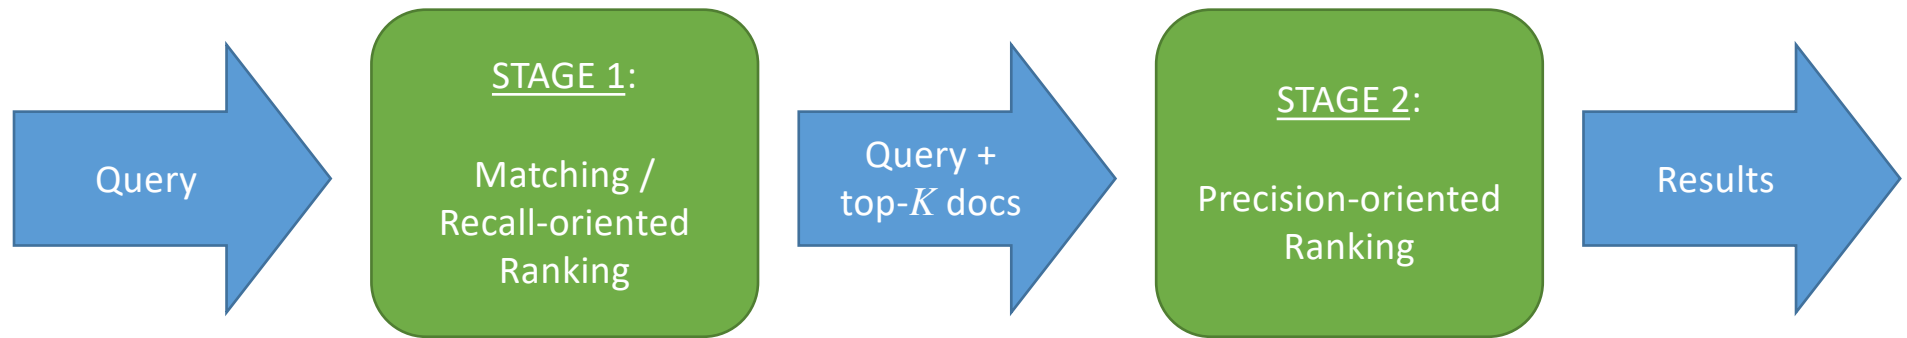 Query
STAGE 1:
Matching /
Recall-oriented
Ranking
Query +
top-K docs
STAGE 2:
Precision-oriented
Ranking
Results